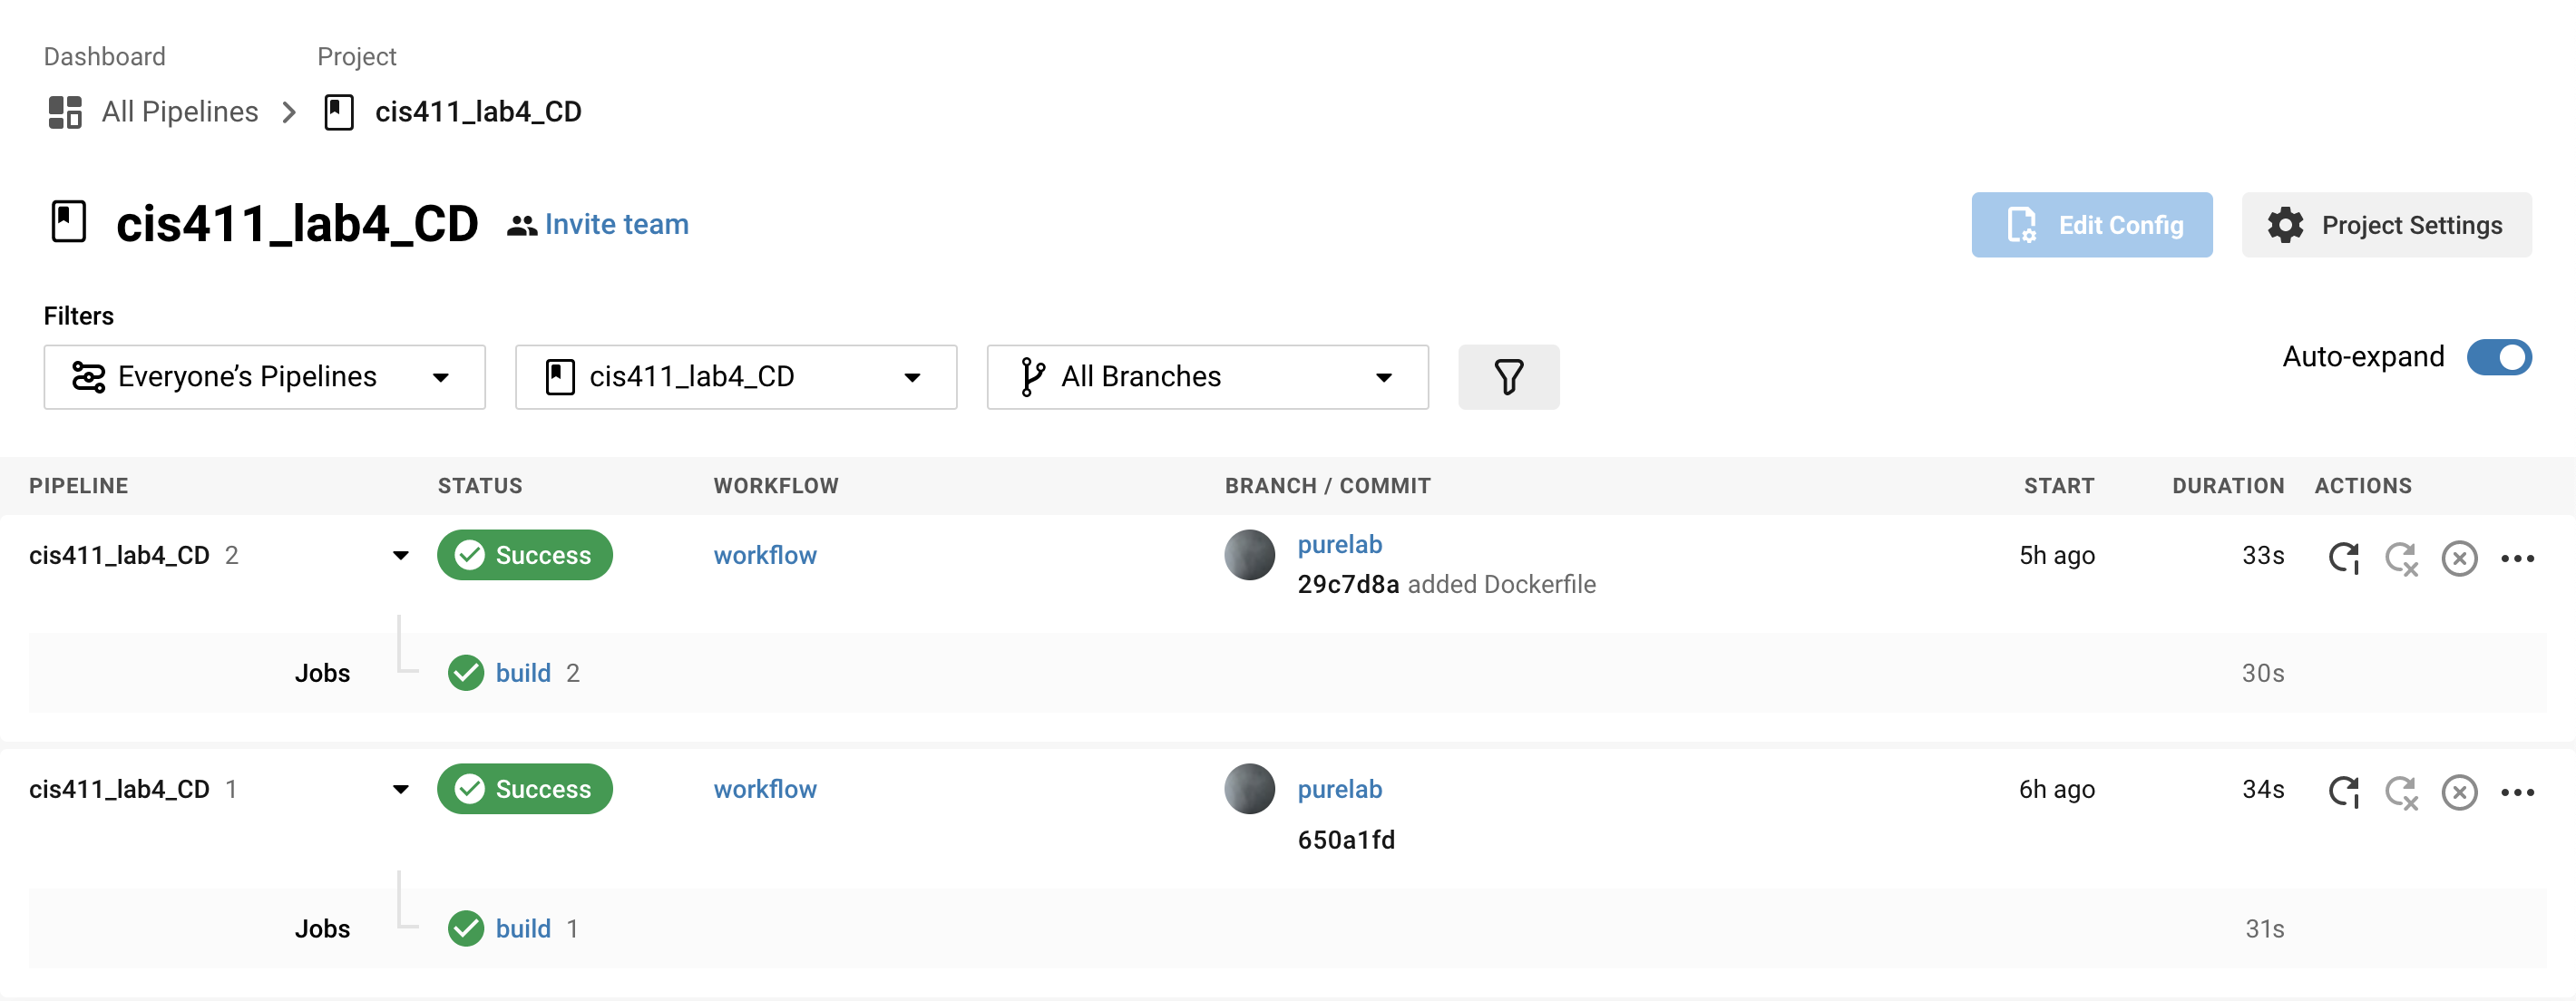 Dashboard Project
All Pipelines cis411_lab4_CD
cis411_lab4_CD Invite team Edit Config Project Settings
Filters
Everyone’s Pipelines cis411_lab4_CD All Branches Auto-expand
PIPELINE STATUS WORKFLOW BRANCH / COMMIT START DURATION ACTIONS
cis411_lab4_CD 2 Success workflow purelab 5h ago 33s
29c7d8a added Dockerfile
Jobs build 2 30s
cis411_lab4_CD 1 Success workflow purelab 6h ago 34s
650a1fd
Jobs build 1 31s